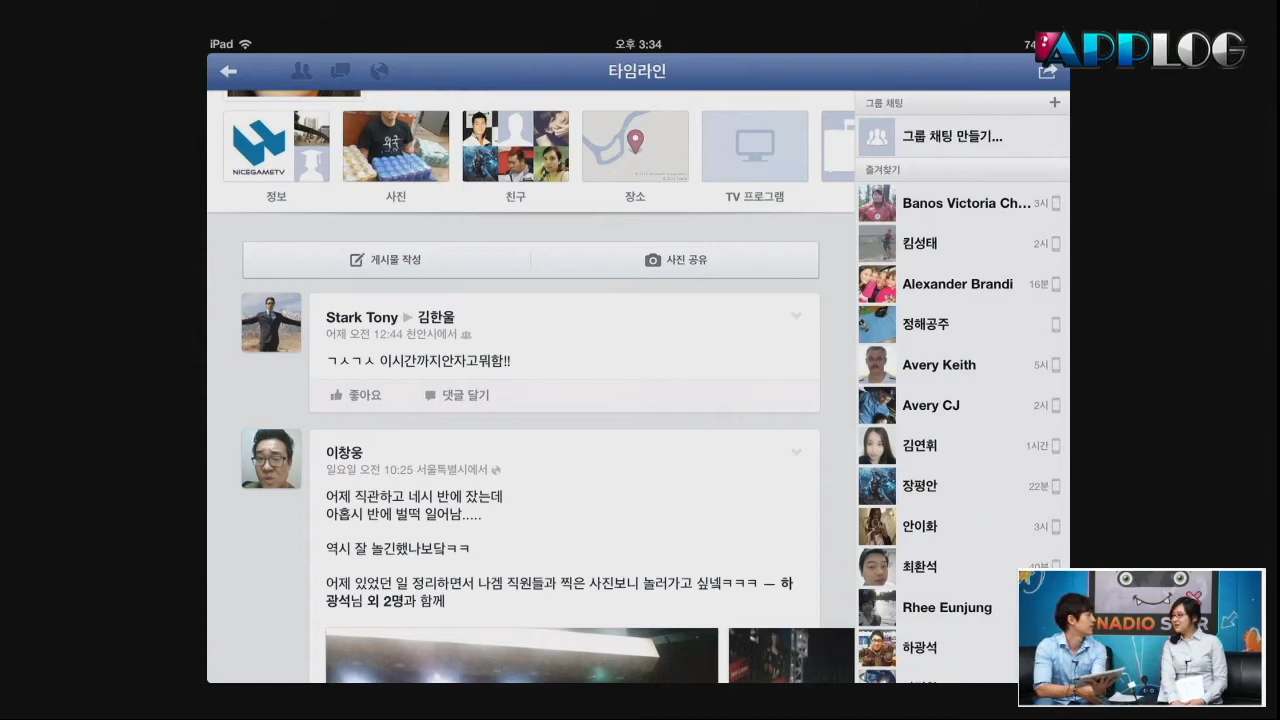 iPad
오후 3:34
74
APPLOG
타임라인
NICEGAMETV
외국
정보
사진
친구
장소
TV 프로그램
게시물 작성
사진 공유
Stark Tony ▶ 김한울
어제 오전 12:44 천안시에서
ㄱㅅㄱㅅ 이시간까지안자고뭐함!!
좋아요
댓글 달기
이창웅
일요일 오전 10:25 서울특별시에서
어제 직관하고 네시 반에 잤는데
아홉시 반에 벌떡 일어남.....
역시 잘 놀긴했나보닼ㅋㅋ
어제 있었던 일 정리하면서 나겜 직원들과 찍은 사진보니 놀러가고 싶넼ㅋㅋㅋ — 하
광석님 외 2명과 함께
그룹 채팅
그룹 채팅 만들기...
즐겨찾기
Banos Victoria Ch... 3시
킴성태 2시
Alexander Brandi 16분
정해공주
Avery Keith 5시
Avery CJ 2시
김연휘 1시간
장평안 22분
안이화 3시
최환석
Rhee Eunjung
하광석